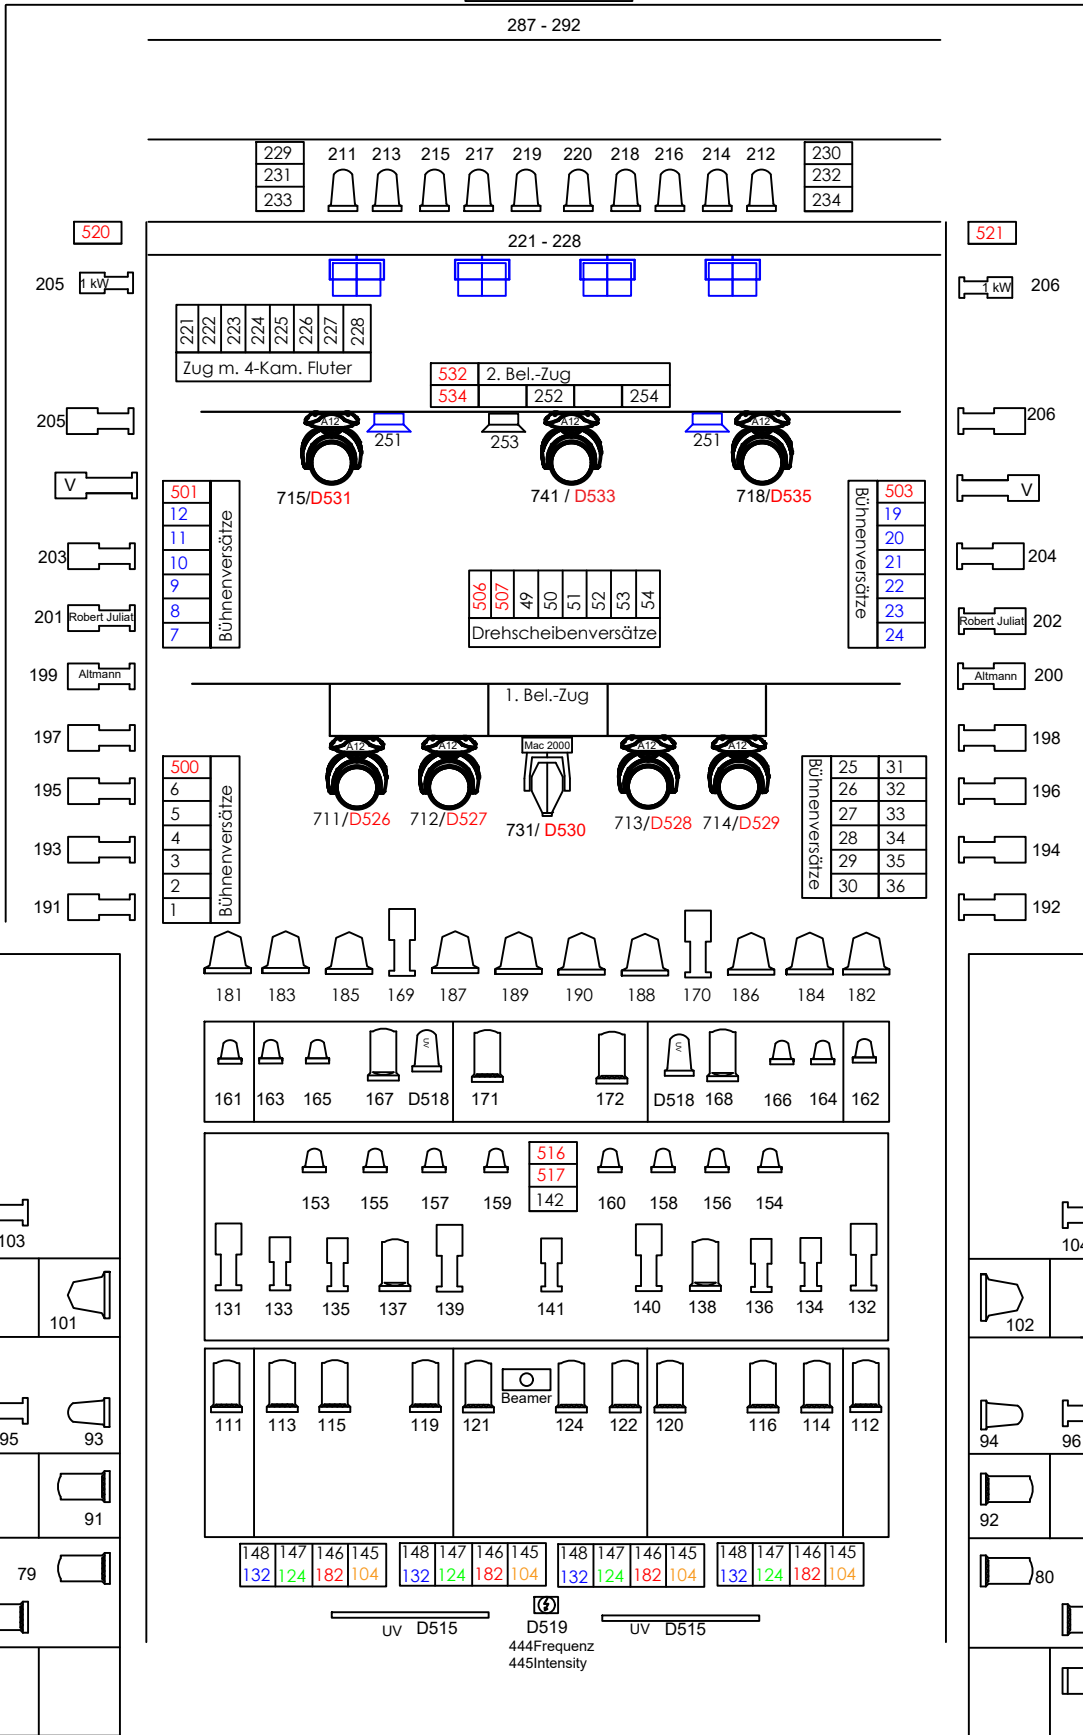 287 - 292
229 211 213 215 217 219 220 218 216 214 212 230
231 232
233 234
520 521
221 - 228
205 1 kW 1 kW 206
221 222 223 224 225 226 227 228
Zug m. 4-Kam. Fluter
532 2. Bel.-Zug
534 252 254
205 A12 251 253 A12 251 A12 206
V 715/D531 741 / D533 718/D535 V
501 503
12 19
11 20
10 21
9 22
8 23
7 24
Bühnenversätze Bühnenversätze
203 204
201 Robert Juliat Robert Juliat 202
506 507 49 50 51 52 53 54
Drehscheibenversätze
199 Altmann Altmann 200
1. Bel.-Zug
197 A12 A12 Mac 2000 A12 A12 198
500 25 31
6 26 32
5 27 33
4 28 34
3 29 35
2 30 36
1
Bühnenversätze Bühnenversätze
195 196
711/D526 712/D527 731/ D530 713/D528 714/D529
193 194
191 192
181 183 185 169 187 189 190 188 170 186 184 182
UV UV
161 163 165 167 D518 171 172 D518 168 166 164 162
516
517
142
153 155 157 159 160 158 156 154
103 104
131 133 135 137 139 141 140 138 136 134 132
101 102
Beamer
111 113 115 119 121 124 122 120 116 114 112
95 93 94 96
91 92
148 147 146 145 148 147 146 145 148 147 146 145 148 147 146 145
132 124 182 104 132 124 182 104 132 124 182 104 132 124 182 104
79 80
UV D515 D519 UV D515
444Frequenz
445Intensity